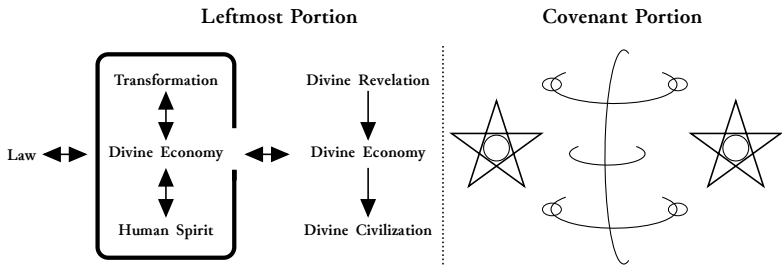 Leftmost Portion
Covenant Portion
Transformation
Divine Revelation
Law
Divine Economy
Divine Economy
Human Spirit
Divine Civilization